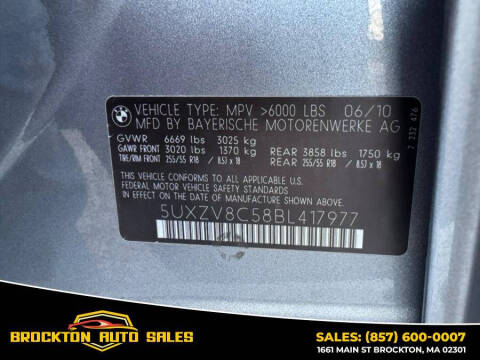 BMW
VEHICLE TYPE: MPV >6000 LBS 06/10
MFD BY BAYERISCHE MOTORENWERKE AG
GVWR 6669 lbs 3025 kg
GAWR FRONT 3020 lbs 1370 kg REAR 3858 lbs 1750 kg
TIRE/RIM FRONT 255/55 R18 / 8.5J x 18 REAR 255/55 R18 / 8.5J x 18
THIS VEHICLE CONFORMS TO ALL APPLICABLE U.S.
FEDERAL MOTOR VEHICLE SAFETY STANDARDS
IN EFFECT ON THE DATE OF MANUFACTURE SHOWN ABOVE
5UXZV8C58BL417977
7 232 476
BROCKTON AUTO SALES
SALES: (857) 600-0007
1661 MAIN ST BROCKTON, MA 02301